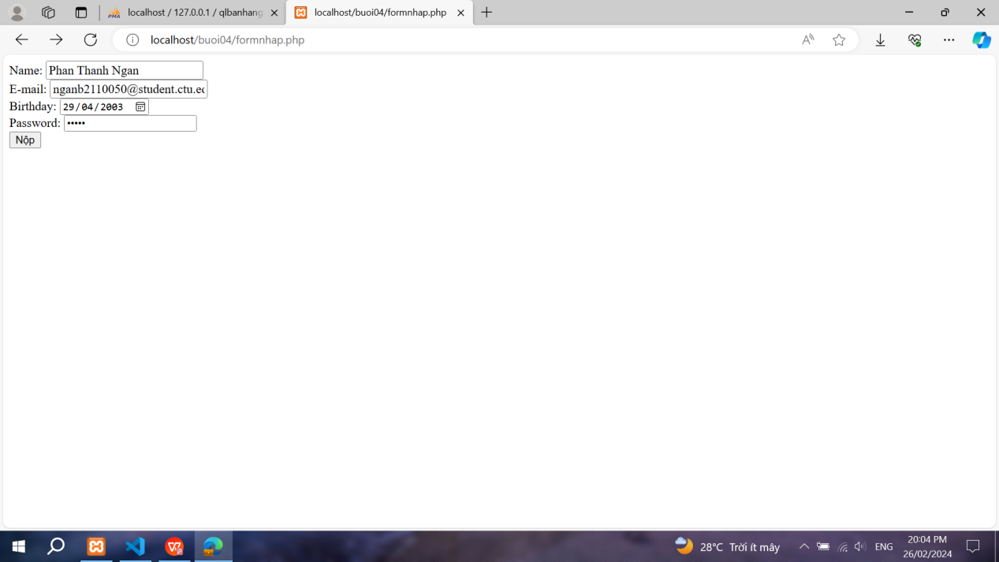 localhost / 127.0.0.1 / qlbanhang
localhost/buoi04/formnhap.php
localhost/buoi04/formnhap.php
Name: Phan Thanh Ngan
E-mail: nganb2110050@student.ctu.ed
Birthday: 29/04/2003
Password: •••••
Nộp
28°C Trời ít mây
ENG
20:04 PM
26/02/2024